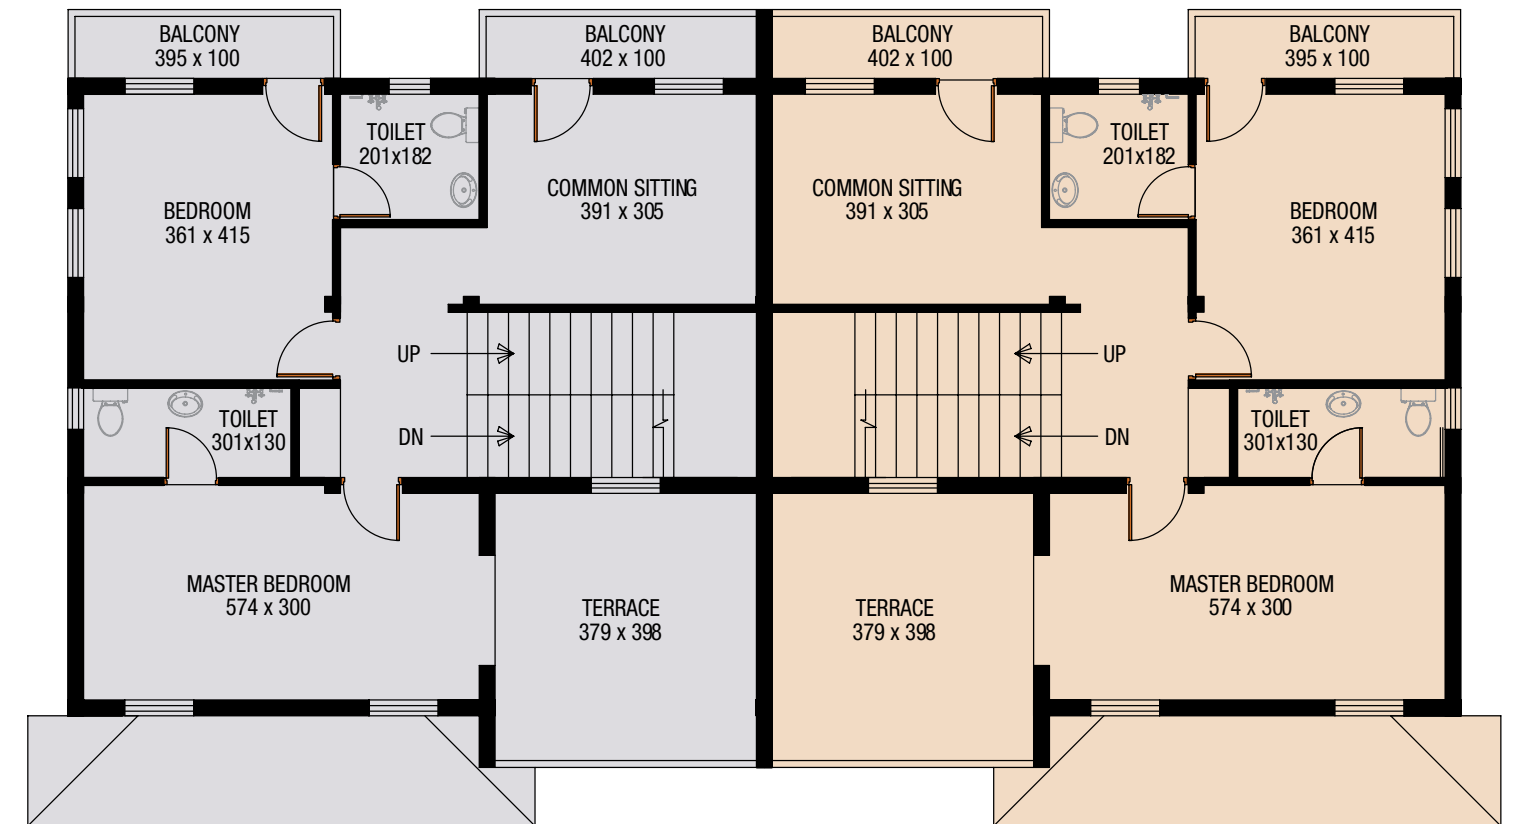 BALCONY
395 x 100
BALCONY
402 x 100
BALCONY
402 x 100
BALCONY
395 x 100
TOILET
201x182
TOILET
201x182
COMMON SITTING
391 x 305
COMMON SITTING
391 x 305
BEDROOM
361 x 415
BEDROOM
361 x 415
UP
UP
TOILET
301x130
DN
DN
TOILET
301x130
MASTER BEDROOM
574 x 300
TERRACE
379 x 398
TERRACE
379 x 398
MASTER BEDROOM
574 x 300